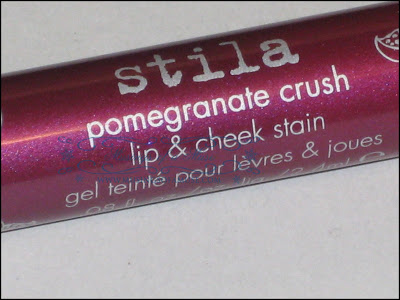 stila
pomegranate crush
lip & cheek stain
gel teinté pour lèvres & joues